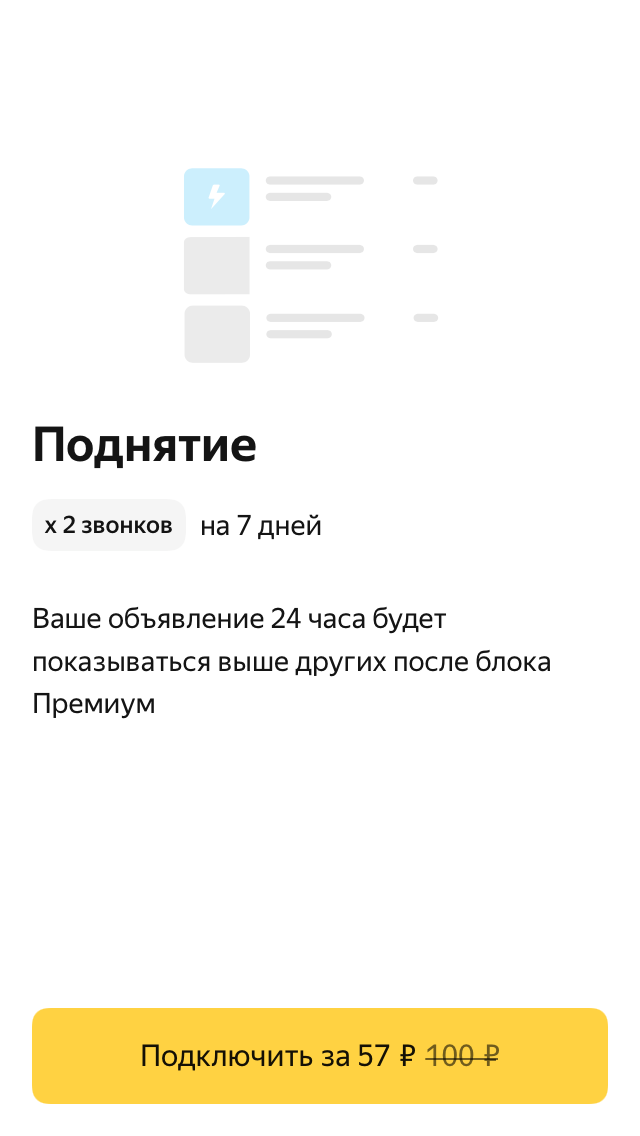 Поднятие
x 2 звонков на 7 дней
Ваше объявление 24 часа будет
показываться выше других после блока
Премиум
Подключить за 57 ₽ 100 ₽